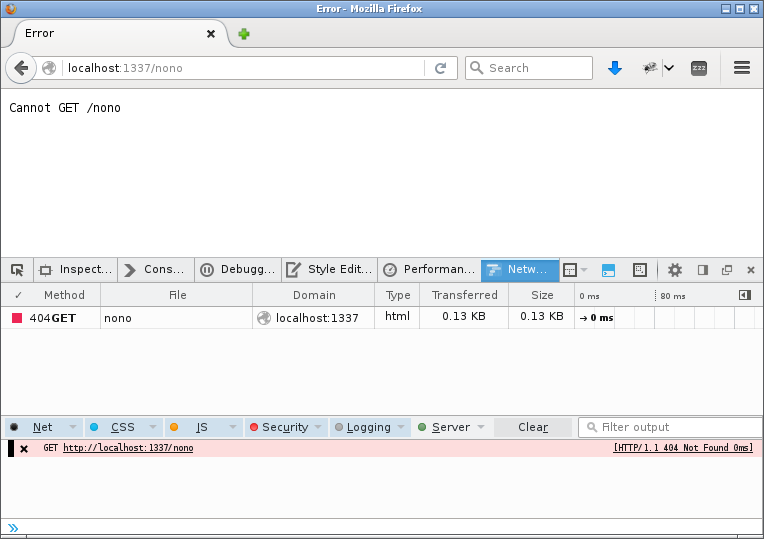 Error - Mozilla Firefox
Error
localhost:1337/nono
Search
zzz
Cannot GET /nono
Inspect... Cons... Debugg... Style Edit... Performan... Netw...
✓ Method File Domain Type Transferred Size 0 ms 80 ms
404 GET nono localhost:1337 html 0.13 KB 0.13 KB → 0 ms
Net CSS JS Security Logging Server Clear Filter output
GET http://localhost:1337/nono [HTTP/1.1 404 Not Found 0ms]
»